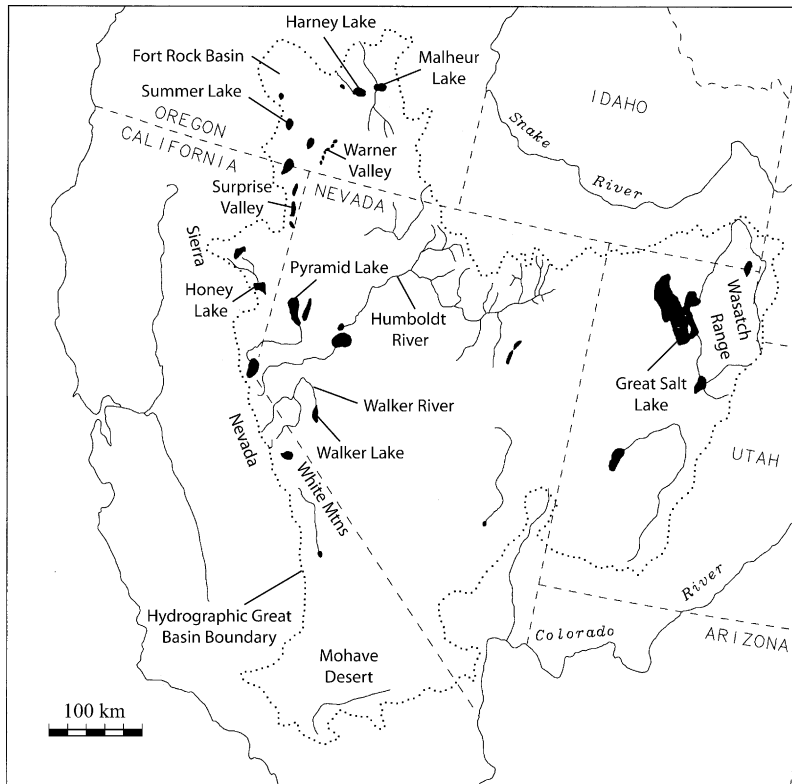 Harney Lake
Fort Rock Basin
Malheur
Lake
Summer Lake
IDAHO
OREGON
CALIFORNIA
Snake
River
Warner
Valley
Surprise
Valley
NEVADA
Sierra
Pyramid Lake
Honey
Lake
Humboldt
River
Wasatch
Range
Great Salt
Lake
Walker River
Nevada
Walker Lake
White Mtns
UTAH
Hydrographic Great
Basin Boundary
River
Colorado
ARIZONA
Mohave
Desert
100 km